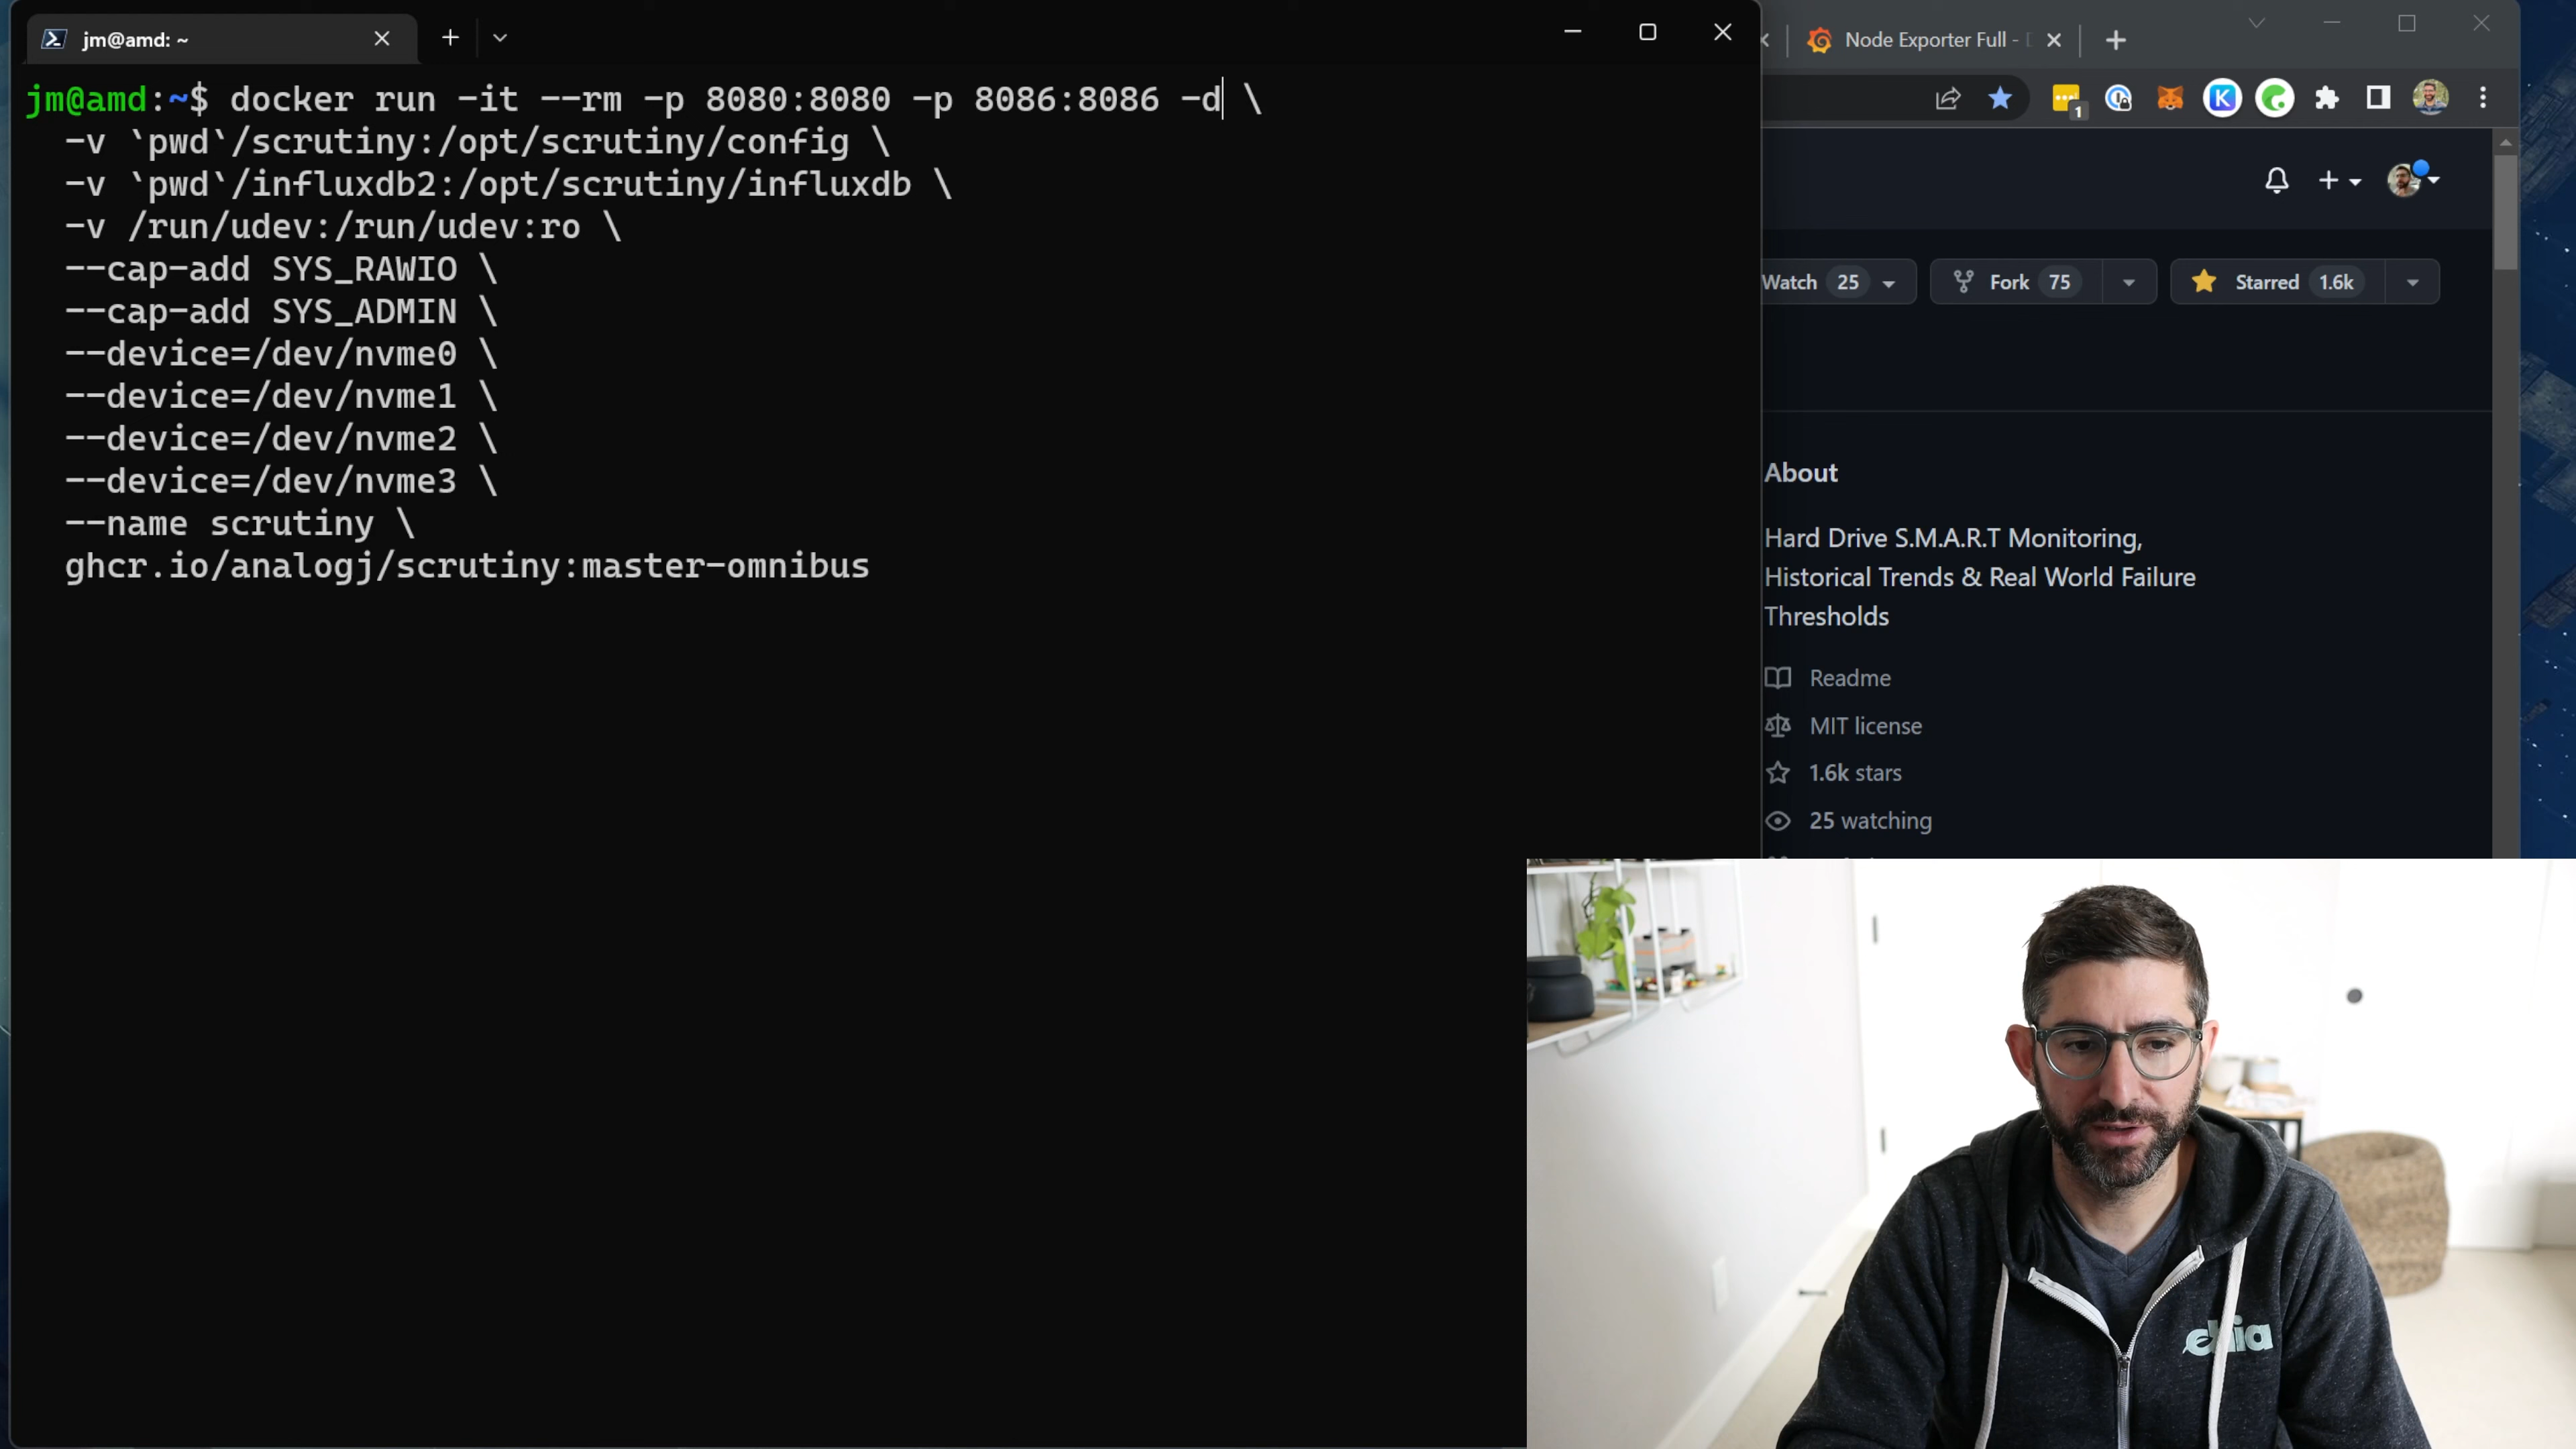 jm@amd: ~
Node Exporter Full -
jm@amd:~$ docker run -it --rm -p 8080:8080 -p 8086:8086 -d \
-v `pwd`/scrutiny:/opt/scrutiny/config \
-v `pwd`/influxdb2:/opt/scrutiny/influxdb \
-v /run/udev:/run/udev:ro \
--cap-add SYS_RAWIO \
--cap-add SYS_ADMIN \
--device=/dev/nvme0 \
--device=/dev/nvme1 \
--device=/dev/nvme2 \
--device=/dev/nvme3 \
--name scrutiny \
ghcr.io/analogj/scrutiny:master-omnibus
1
K
Watch 25
Fork 75
Starred 1.6k
About
Hard Drive S.M.A.R.T Monitoring,
Historical Trends & Real World Failure
Thresholds
Readme
MIT license
1.6k stars
25 watching
chia